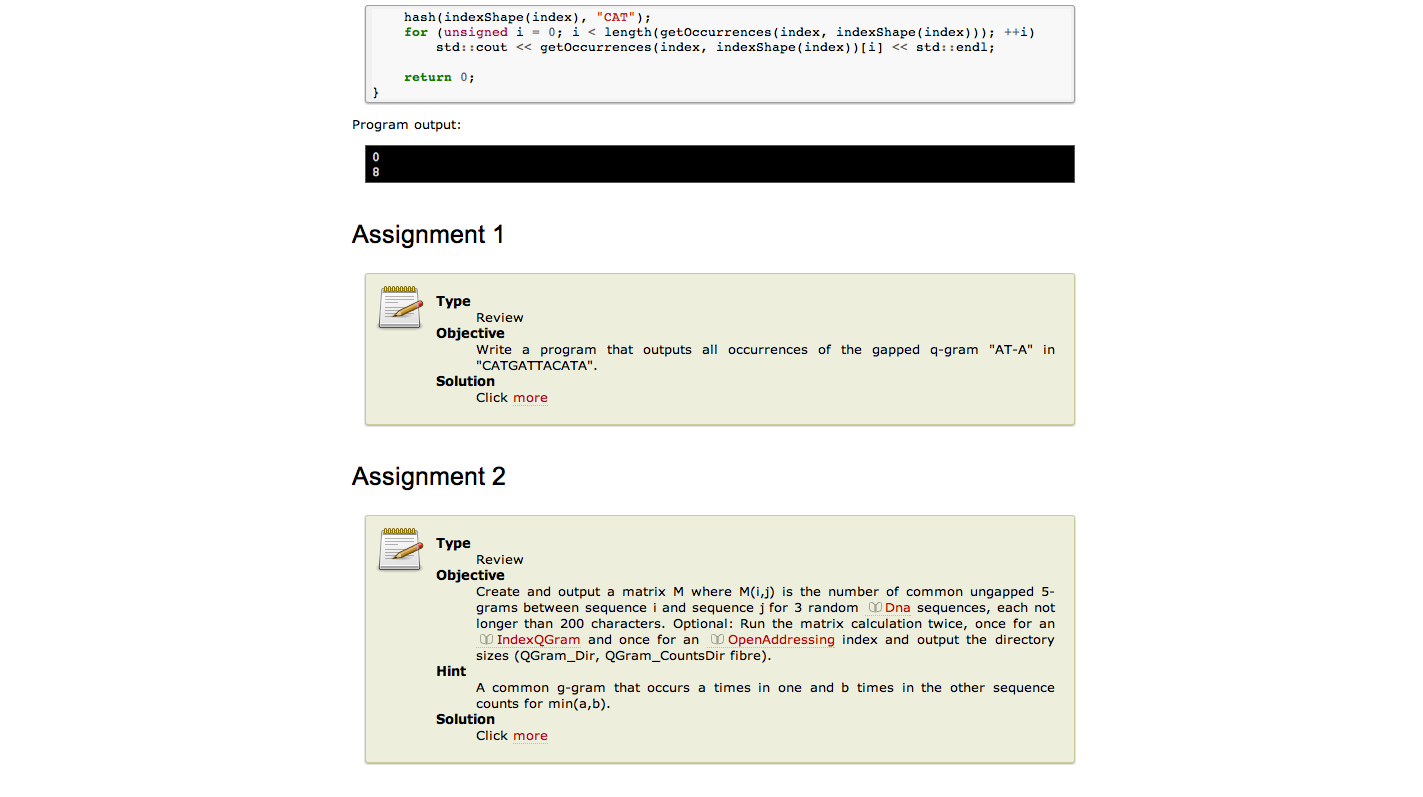 hash(indexShape(index), "CAT");
for (unsigned i = 0; i < length(getOccurrences(index, indexShape(index))); ++i)
std::cout << getOccurrences(index, indexShape(index))[i] << std::endl;
return 0;
}
Program output:
0
8
Assignment 1
Type
Review
Objective
Write a program that outputs all occurrences of the gapped q-gram "AT-A" in
"CATGATTACATA".
Solution
Click more
Assignment 2
Type
Review
Objective
Create and output a matrix M where M(i,j) is the number of common ungapped 5-
grams between sequence i and sequence j for 3 random Dna sequences, each not
longer than 200 characters. Optional: Run the matrix calculation twice, once for an
IndexQGram and once for an OpenAddressing index and output the directory
sizes (QGram_Dir, QGram_CountsDir fibre).
Hint
A common g-gram that occurs a times in one and b times in the other sequence
counts for min(a,b).
Solution
Click more